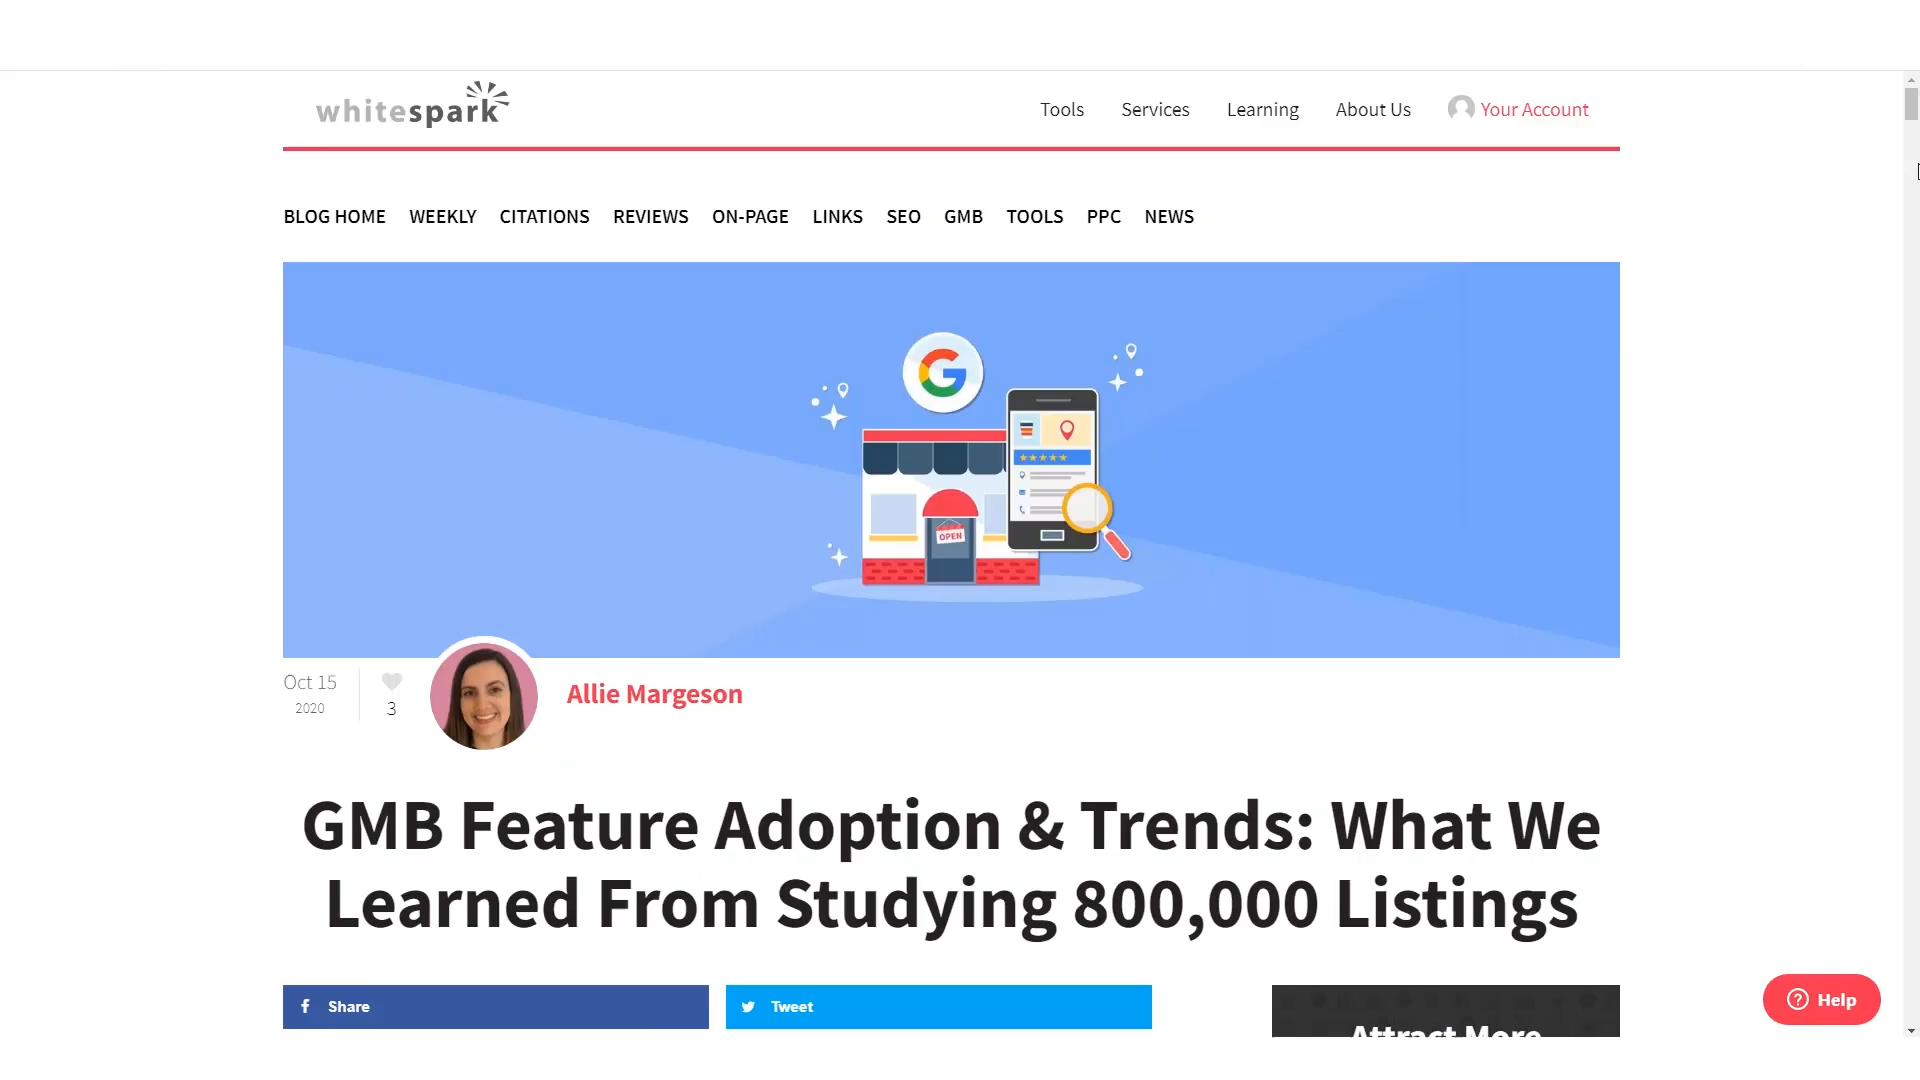 whitespark
Tools Services Learning About Us Your Account
BLOG HOME WEEKLY CITATIONS REVIEWS ON-PAGE LINKS SEO GMB TOOLS PPC NEWS
G
OPEN
Oct 15
2020
3
Allie Margeson
GMB Feature Adoption & Trends: What We
Learned From Studying 800,000 Listings
Share
Tweet
Attract More
Help